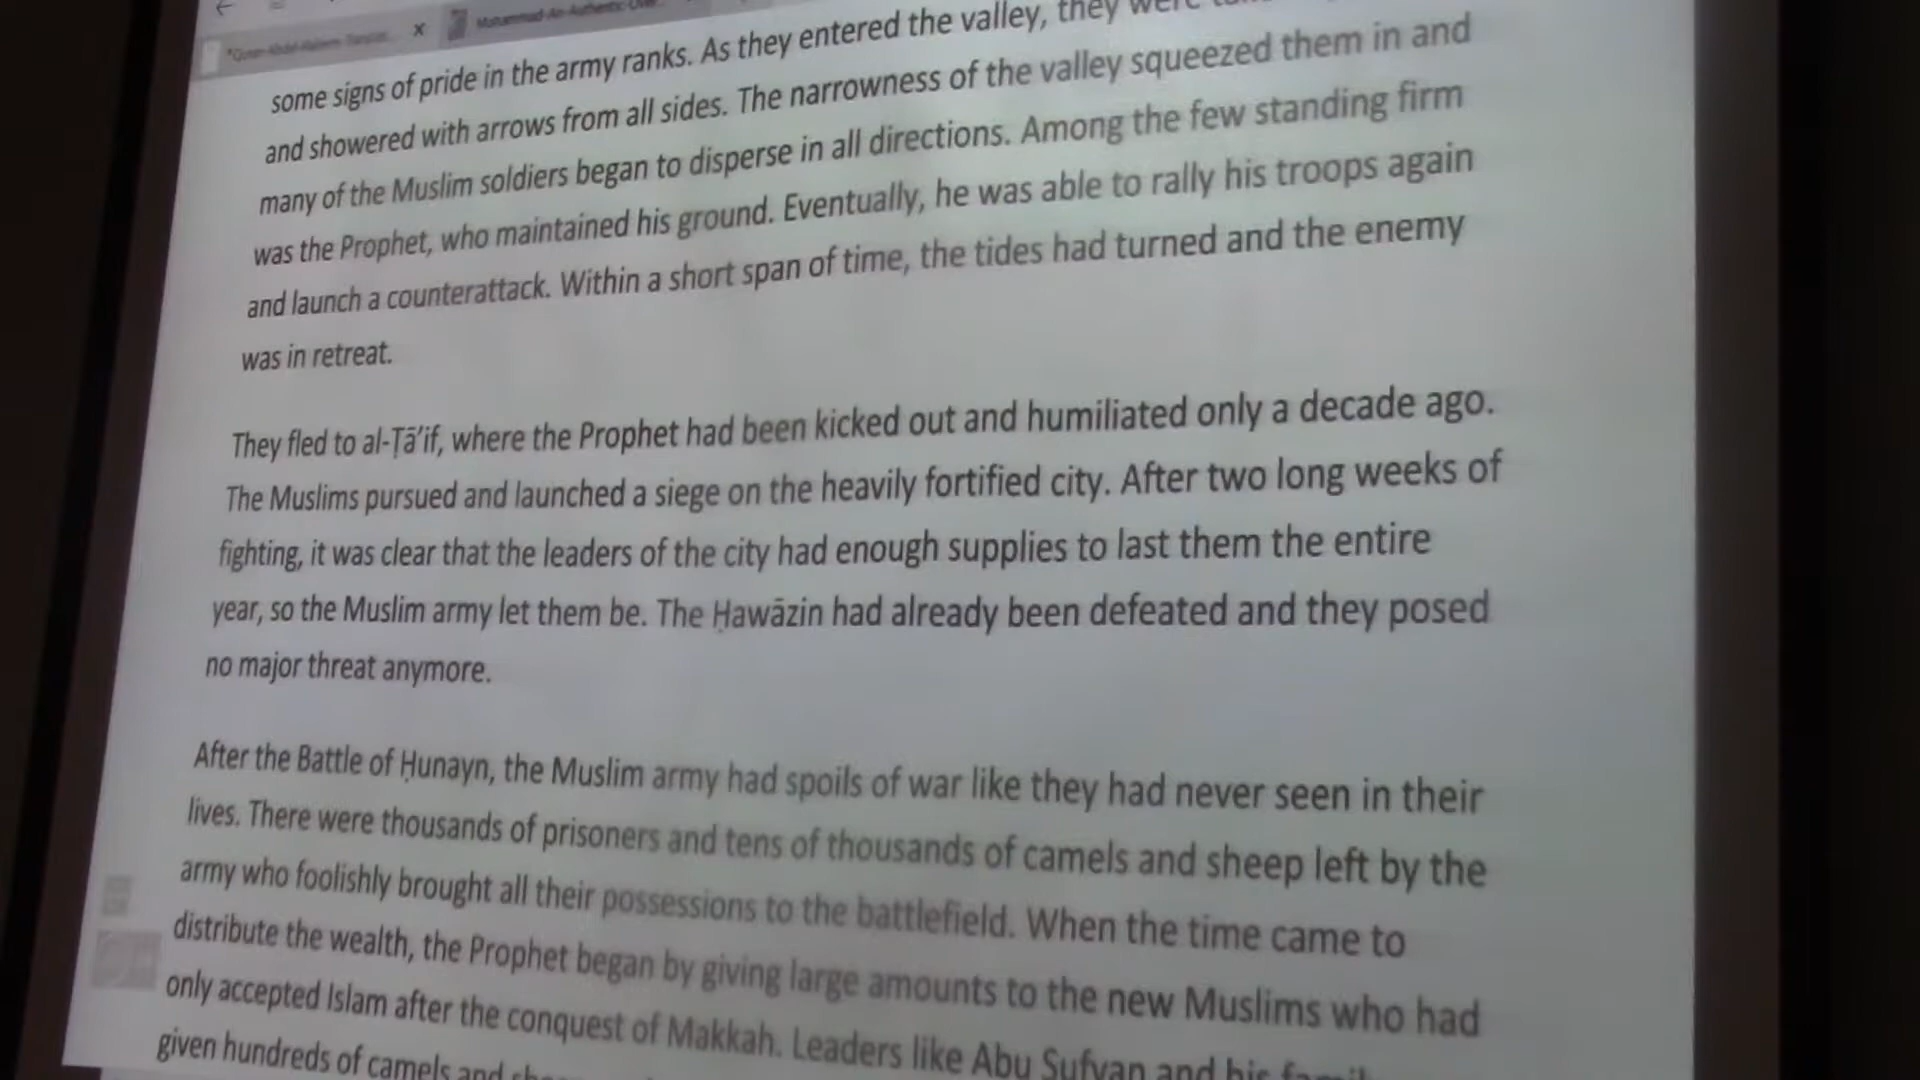 Mohammad-An-Authentic-Over...
some signs of pride in the army ranks. As they entered the valley, they were
and showered with arrows from all sides. The narrowness of the valley squeezed them in and
many of the Muslim soldiers began to disperse in all directions. Among the few standing firm
was the Prophet, who maintained his ground. Eventually, he was able to rally his troops again
and launch a counterattack. Within a short span of time, the tides had turned and the enemy
was in retreat.
They fled to al-Ṭā’if, where the Prophet had been kicked out and humiliated only a decade ago.
The Muslims pursued and launched a siege on the heavily fortified city. After two long weeks of
fighting, it was clear that the leaders of the city had enough supplies to last them the entire
year, so the Muslim army let them be. The Ḥawāzin had already been defeated and they posed
no major threat anymore.
After the Battle of Ḥunayn, the Muslim army had spoils of war like they had never seen in their
lives. There were thousands of prisoners and tens of thousands of camels and sheep left by the
army who foolishly brought all their possessions to the battlefield. When the time came to
distribute the wealth, the Prophet began by giving large amounts to the new Muslims who had
only accepted Islam after the conquest of Makkah. Leaders like Abu Sufyan and his
given hundreds of camels and